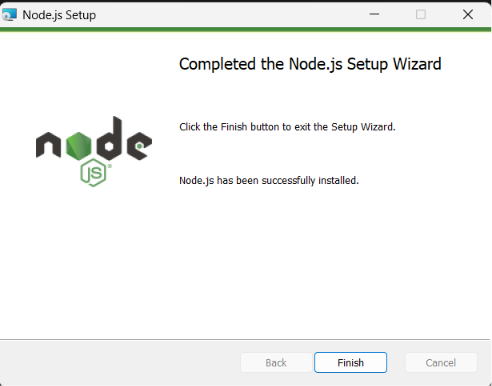 Node.js Setup
Completed the Node.js Setup Wizard
Click the Finish button to exit the Setup Wizard.
node
JS
Node.js has been successfully installed.
Back
Finish
Cancel